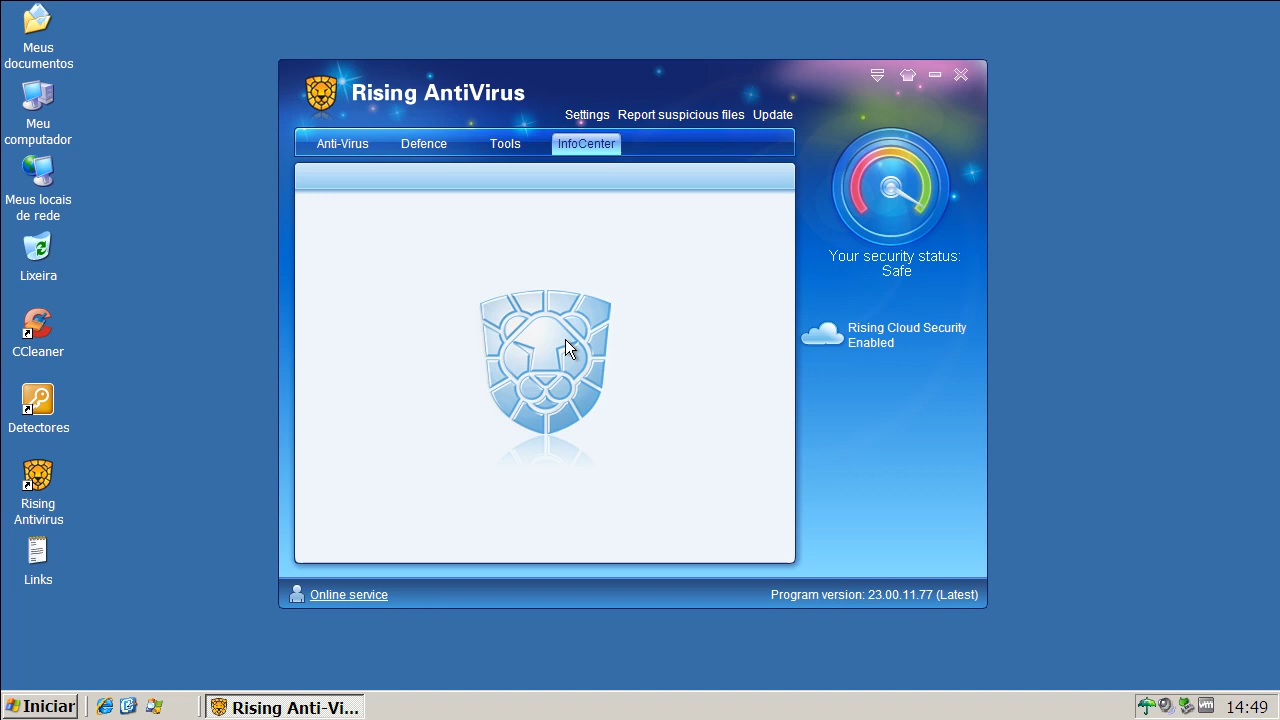 Meus
documentos
Meu
computador
Meus locais
de rede
Lixeira
CCleaner
Detectores
Rising
Antivirus
Links
Rising AntiVirus
Settings Report suspicious files Update
Anti-Virus Defence Tools InfoCenter
Your security status:
Safe
Rising Cloud Security
Enabled
Online service
Program version: 23.00.11.77 (Latest)
Iniciar
Rising Anti-Vi...
14:49